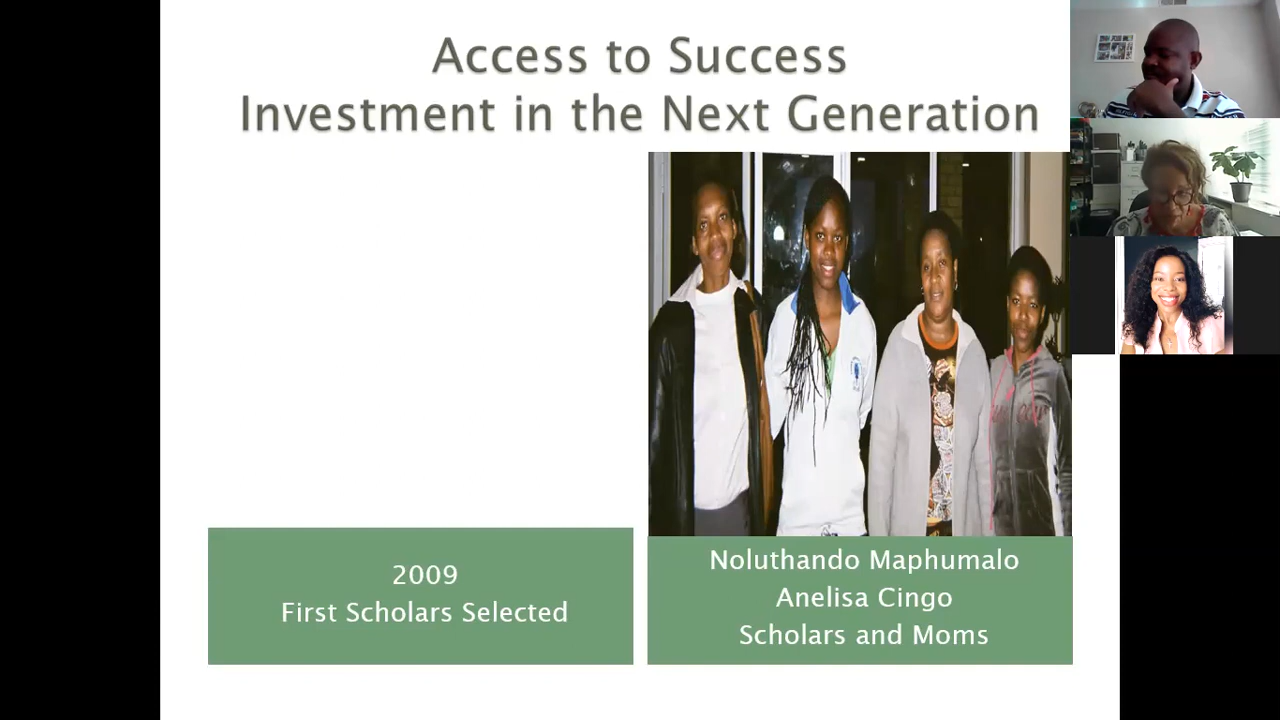 Access to Success
Investment in the Next Generation
2009
First Scholars Selected
Noluthando Maphumalo
Anelisa Cingo
Scholars and Moms